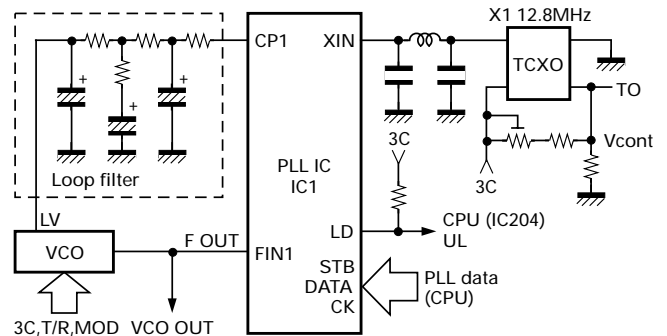 X1 12.8MHz
CP1
XIN
TCXO
TO
+
+
+
3C
Vcont
Loop filter
PLL IC
IC1
3C
LV
F OUT
LD
CPU (IC204)
UL
VCO
FIN1
STB
DATA
CK
PLL data
(CPU)
3C,T/R,MOD
VCO OUT